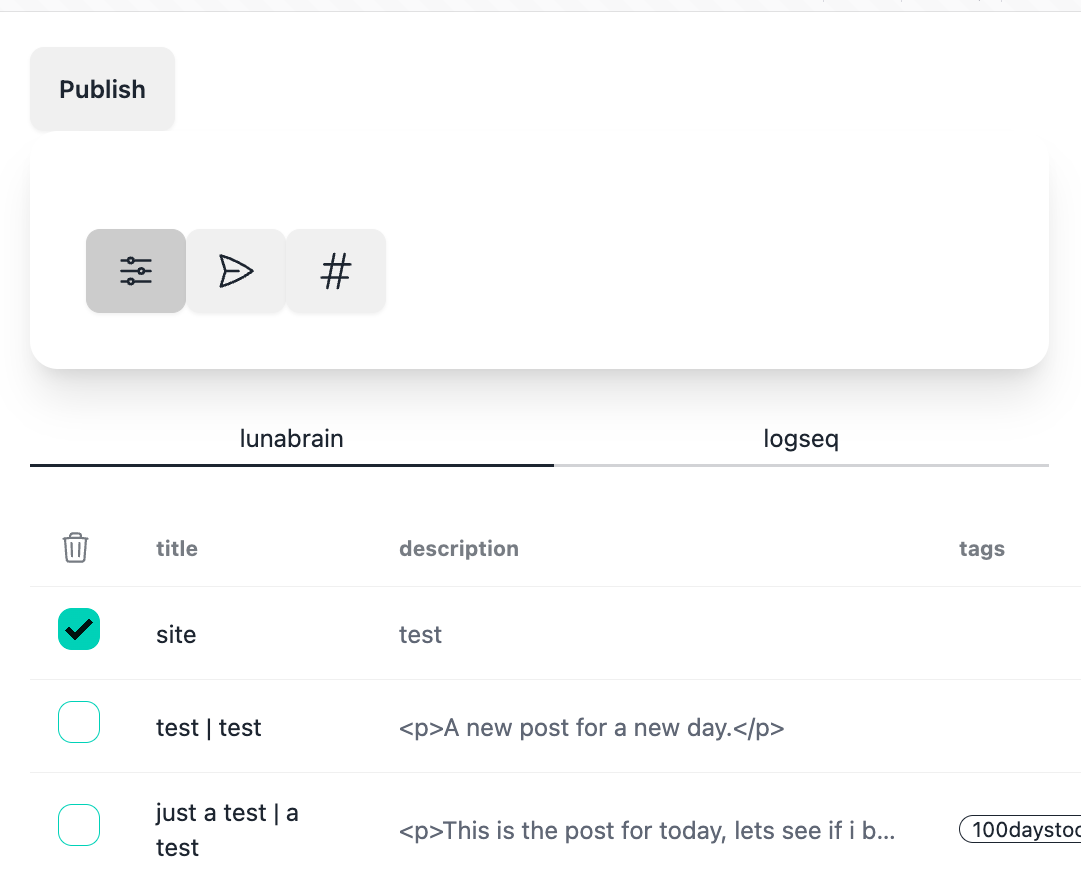 Publish
#
lunabrain logseq
title description tags
site test
test | test <p>A new post for a new day.</p>
just a test | a
test
<p>This is the post for today, lets see if i b...